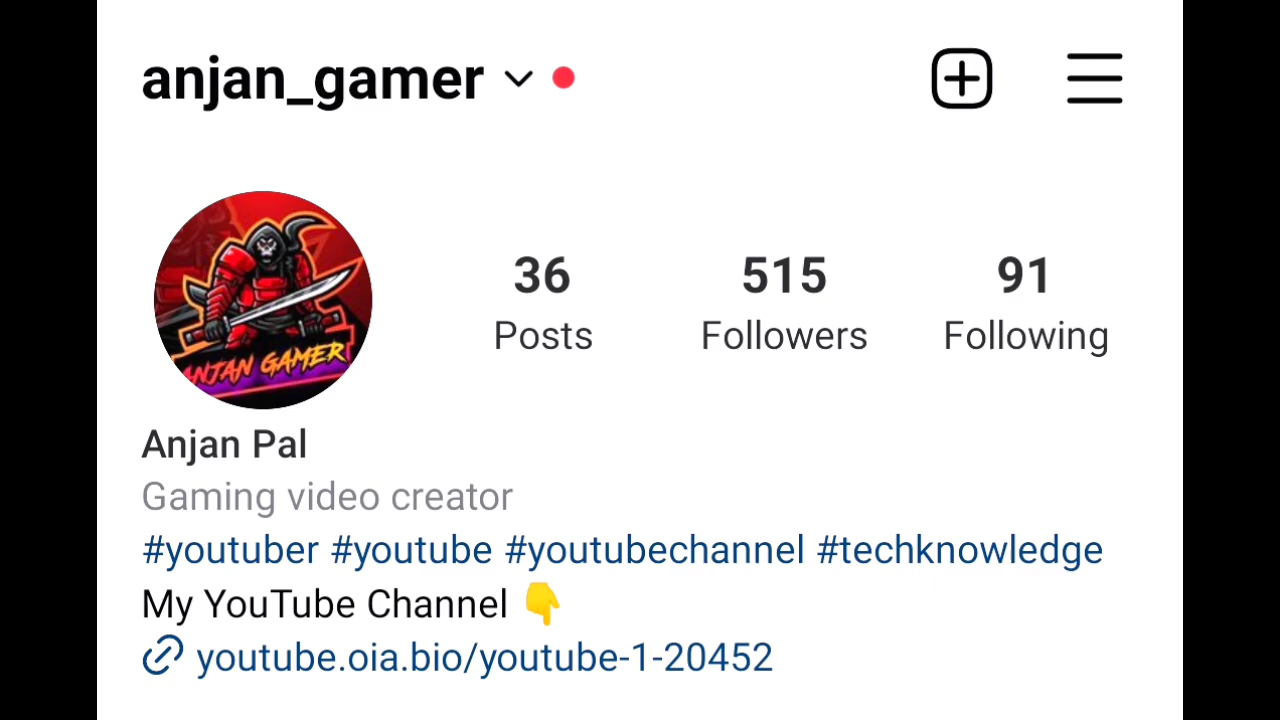 anjan_gamer
ANJAN GAMER
36 515 91
Posts Followers Following
Anjan Pal
Gaming video creator
#youtuber #youtube #youtubechannel #techknowledge
My YouTube Channel 👇
youtube.oia.bio/youtube-1-20452